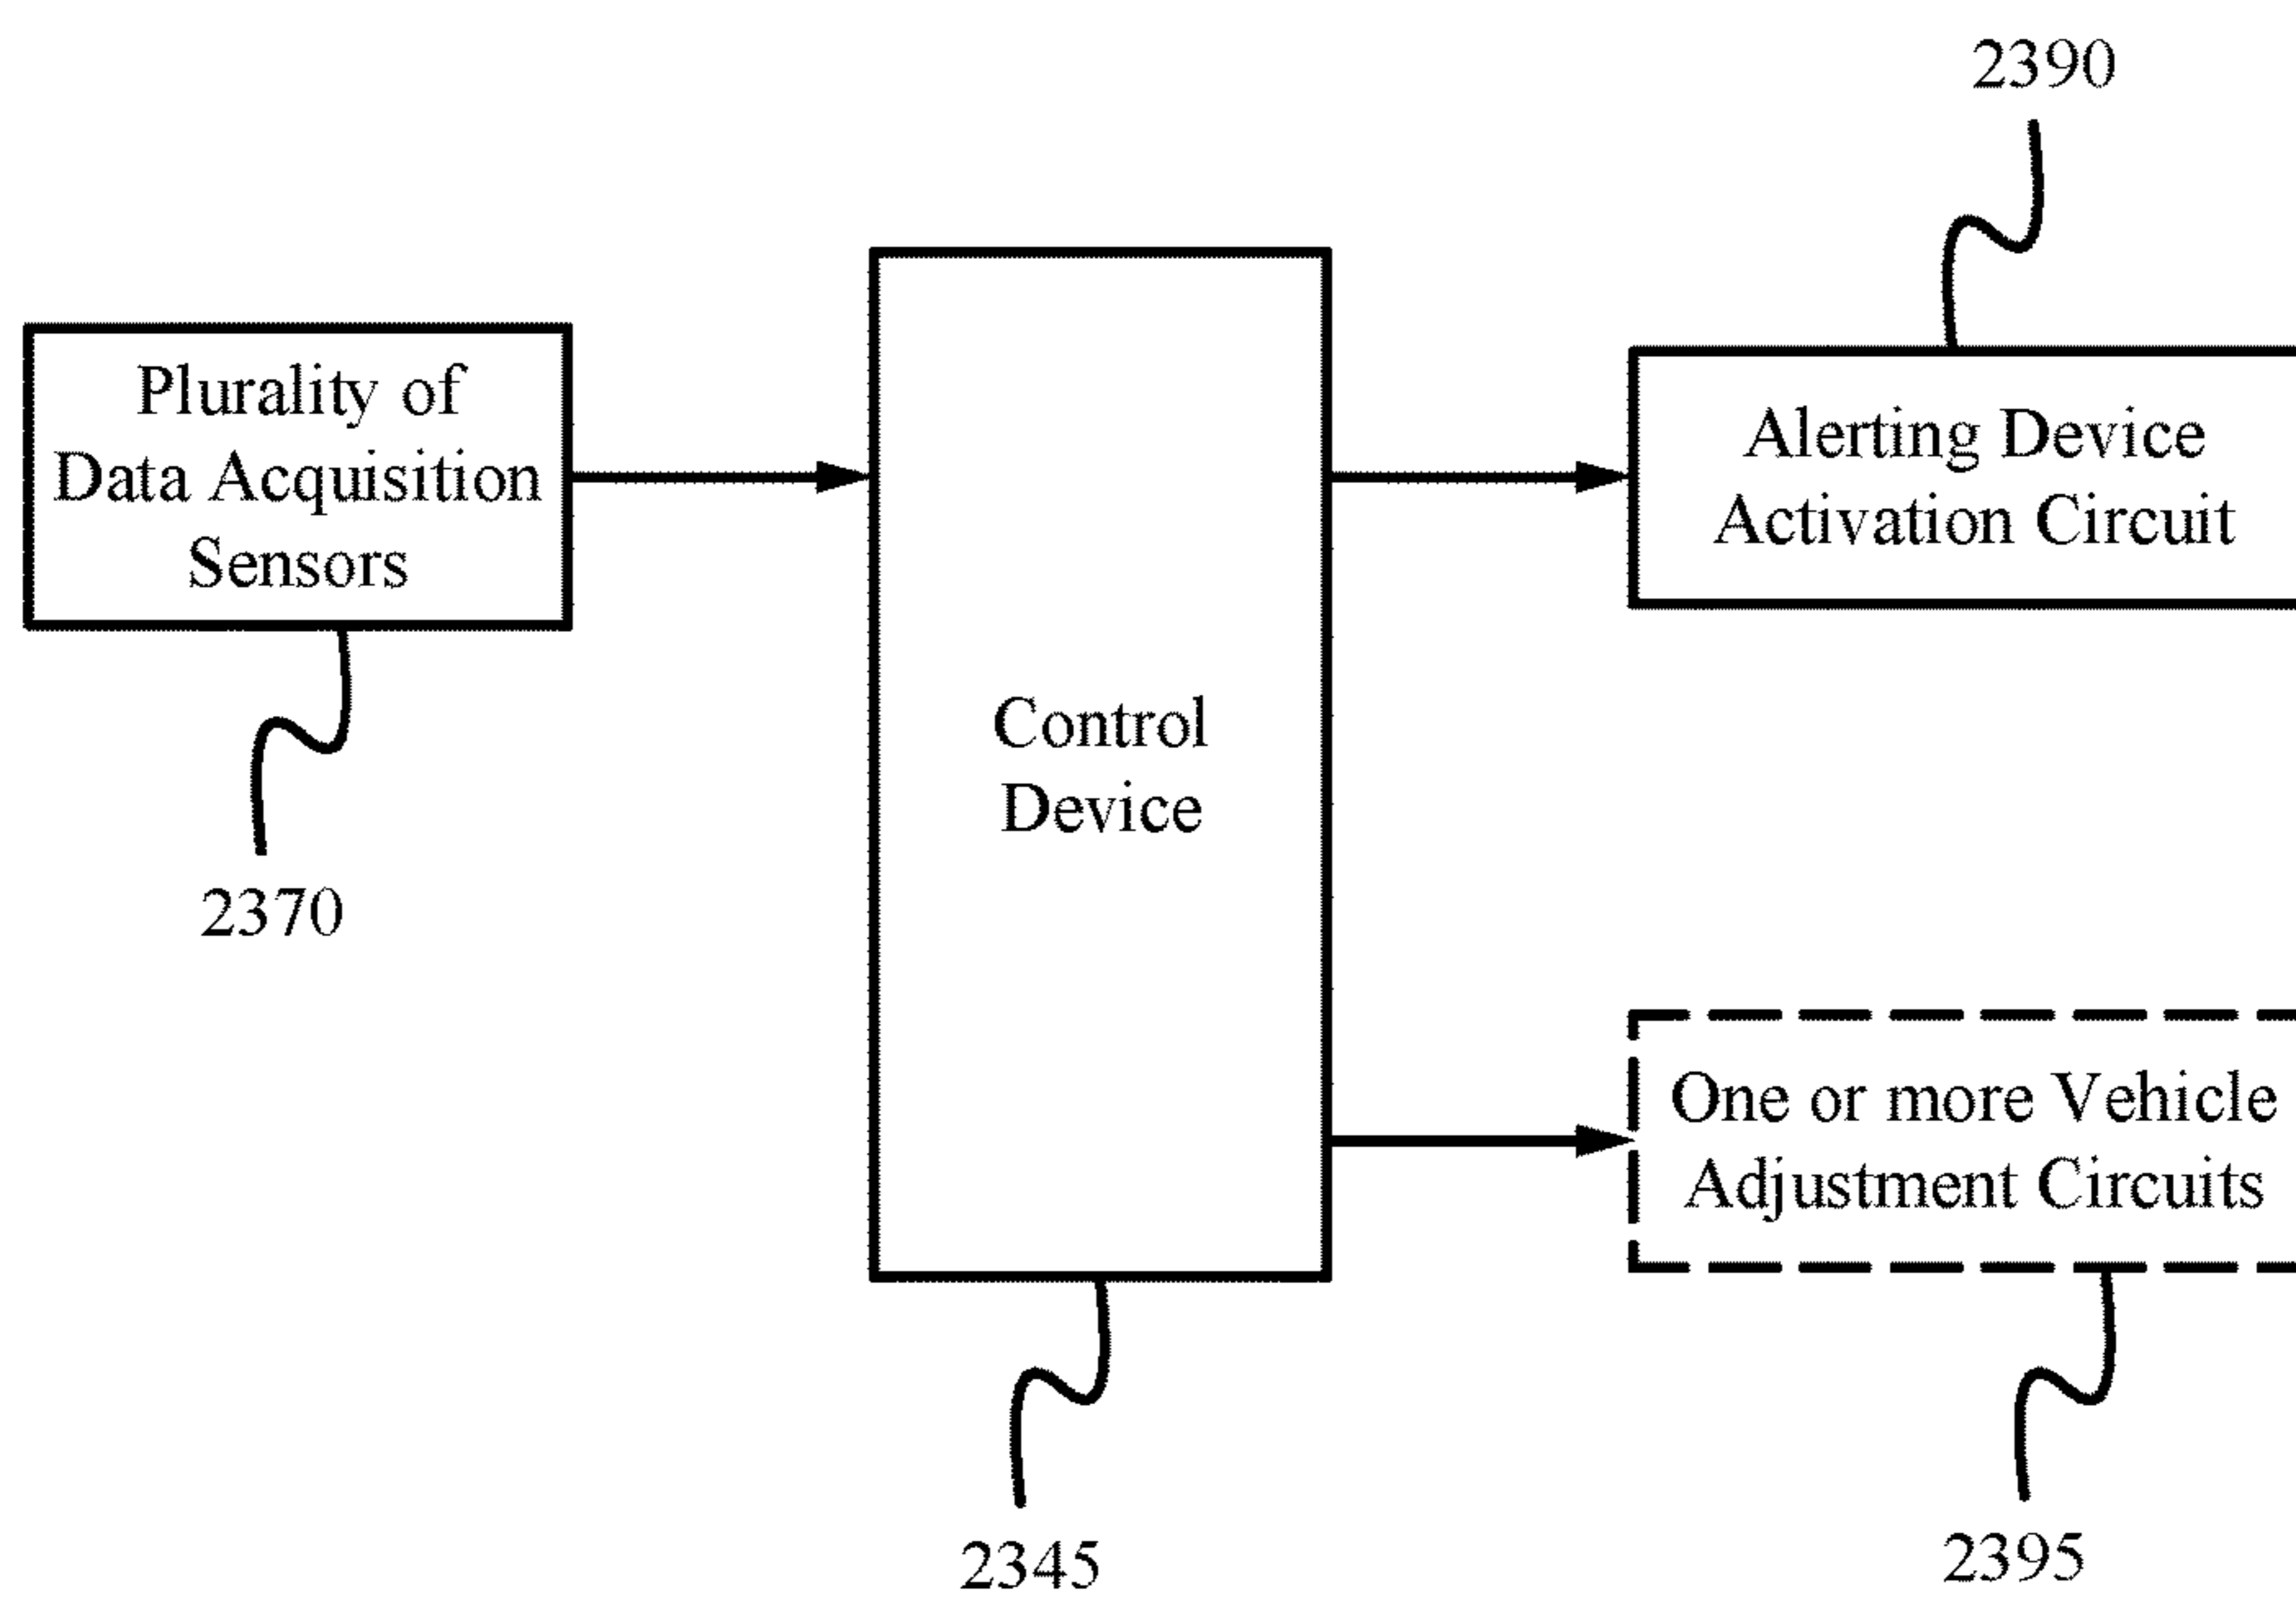 2390
Plurality of
Data Acquisition
Sensors
Alerting Device
Activation Circuit
Control
Device
2370
One or more Vehicle
Adjustment Circuits
2345
2395